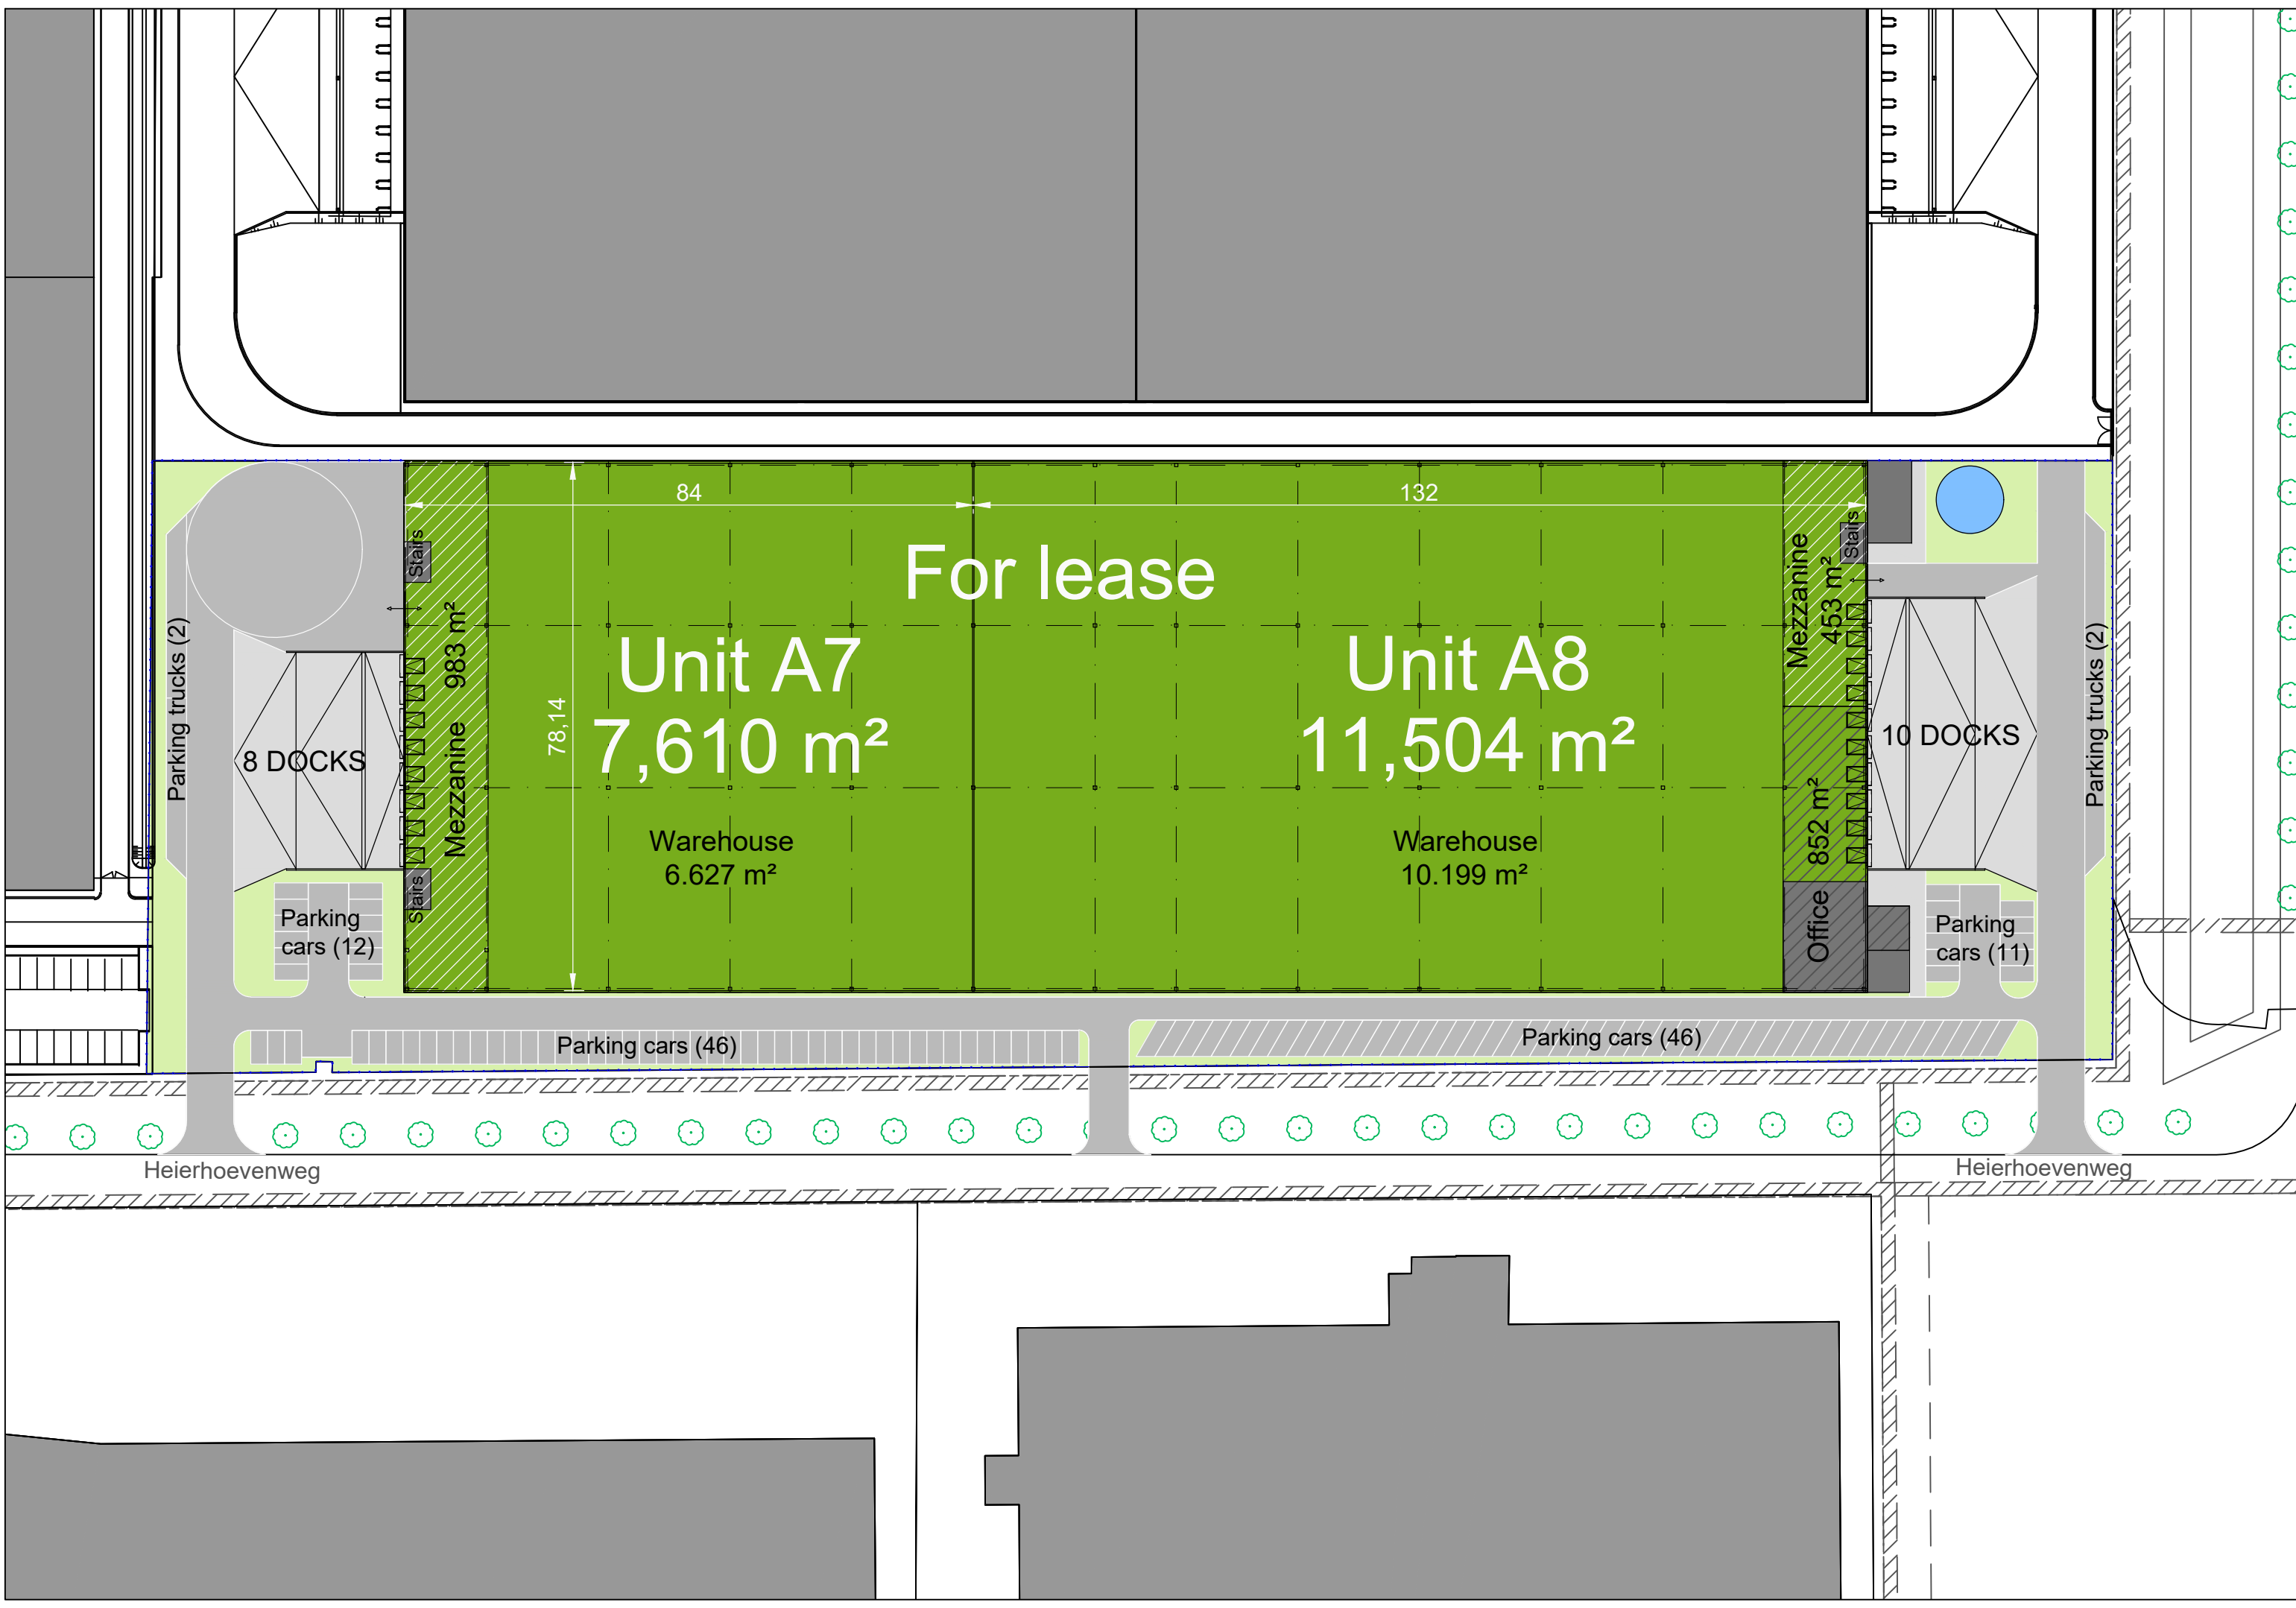 84
132
For lease
Stairs
Stairs
Mezzanine 453 m²
Mezzanine 983 m²
78,14
Unit A7
7,610 m²
Unit A8
11,504 m²
Parking trucks (2)
Parking trucks (2)
8 DOCKS
10 DOCKS
Warehouse
6.627 m²
Warehouse
10.199 m²
Office 852 m²
Stairs
Parking
cars (12)
Parking
cars (11)
Parking cars (46)
Parking cars (46)
Heierhoevenweg
Heierhoevenweg